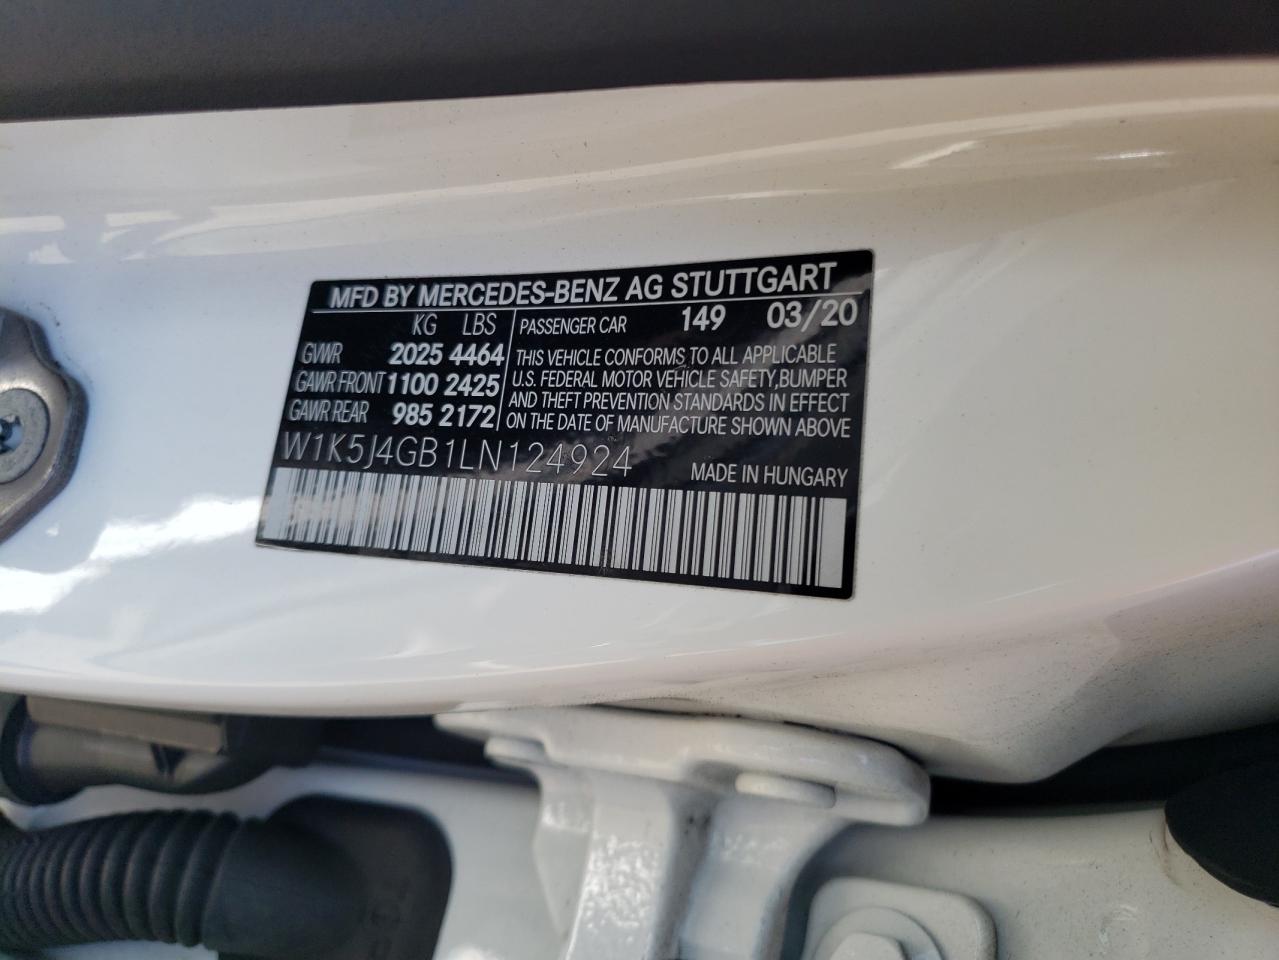 MFD BY MERCEDES-BENZ AG STUTTGART
KG LBS
GVWR 2025 4464
GAWR FRONT 1100 2425
GAWR REAR 985 2172
PASSENGER CAR 149 03/20
THIS VEHICLE CONFORMS TO ALL APPLICABLE
U.S. FEDERAL MOTOR VEHICLE SAFETY,BUMPER
AND THEFT PREVENTION STANDARDS IN EFFECT
ON THE DATE OF MANUFACTURE SHOWN ABOVE
W1K5J4GB1LN124924
MADE IN HUNGARY